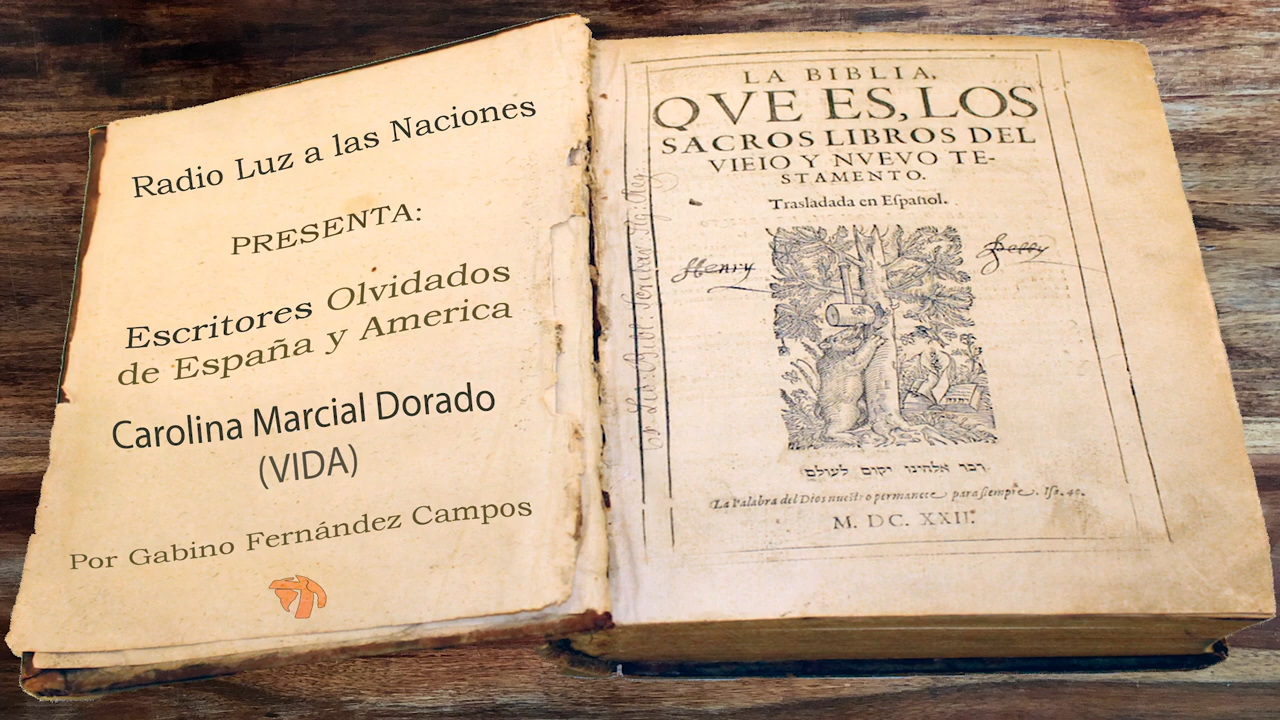 Radio Luz a las Naciones
PRESENTA:
Escritores Olvidados
de España y America
Carolina Marcial Dorado
(VIDA)
Por Gabino Fernández Campos
LA BIBLIA,
QVE ES, LOS
SACROS LIBROS DEL
VIEIO Y NVEVO TE-
STAMENTO.
Trasladada en Español.
Henry
דבר אלהינו יקום לעולם
La Palabra del Dios nuestro permanece para siempre. Iſa. 40.
M. DC. XXII.